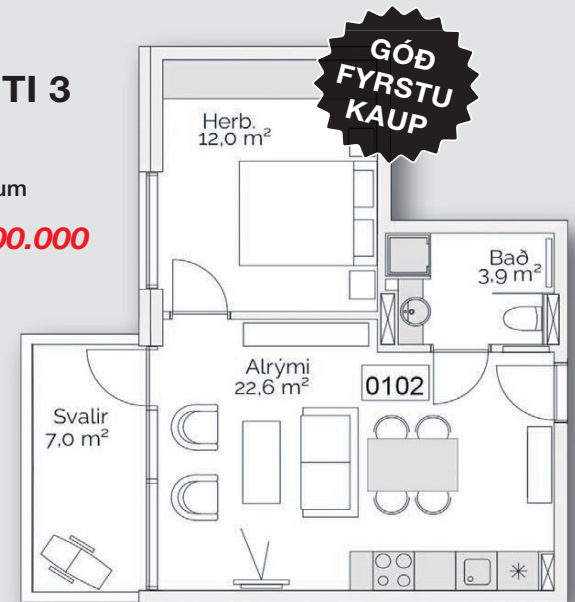 TI 3
um
00.000
GÓÐ
FYRSTU
KAUP
Herb.
12,0 m²
Bað
3,9 m²
Alrými
22,6 m²
0102
Svalir
7,0 m²